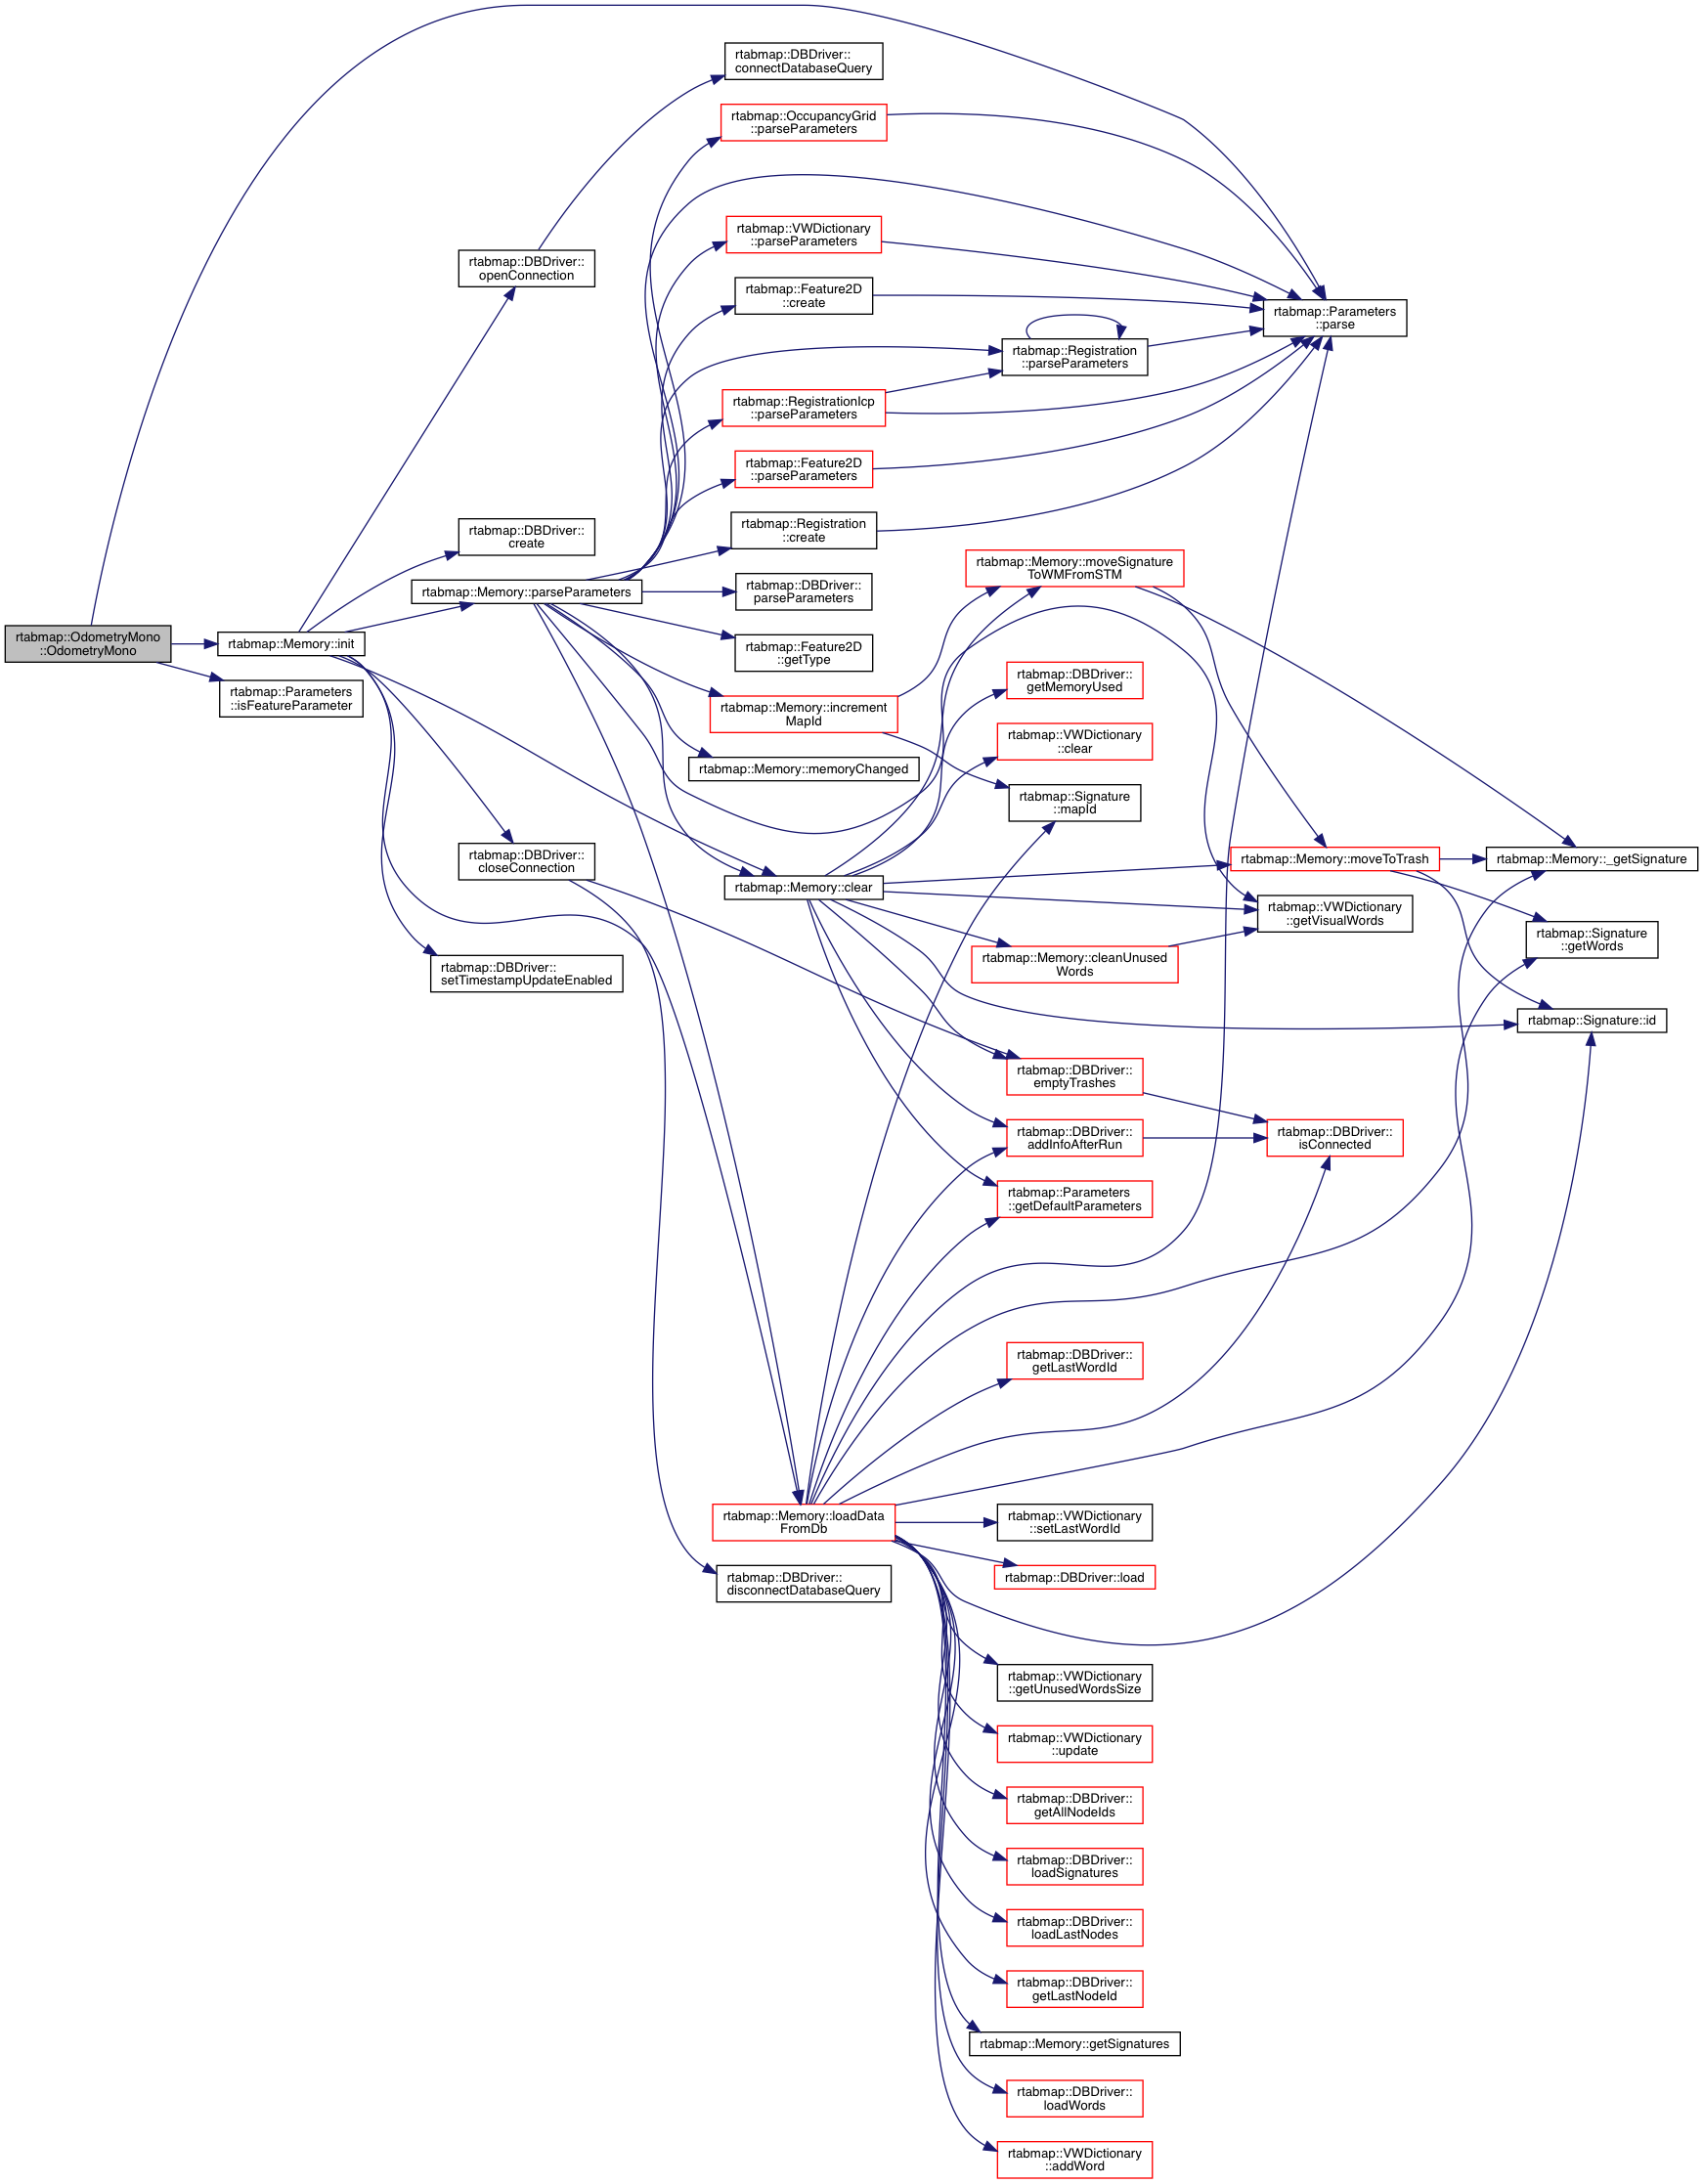 rtabmap::DBDriver::
connectDatabaseQuery
rtabmap::OccupancyGrid
::parseParameters
rtabmap::VWDictionary
::parseParameters
rtabmap::DBDriver::
openConnection
rtabmap::Feature2D
::create
rtabmap::Parameters
::parse
rtabmap::Registration
::parseParameters
rtabmap::RegistrationIcp
::parseParameters
rtabmap::Feature2D
::parseParameters
rtabmap::DBDriver::
create
rtabmap::Registration
::create
rtabmap::Memory::moveSignature
ToWMFromSTM
rtabmap::Memory::parseParameters
rtabmap::DBDriver::
parseParameters
rtabmap::OdometryMono
::OdometryMono
rtabmap::Memory::init
rtabmap::Feature2D
::getType
rtabmap::DBDriver::
getMemoryUsed
rtabmap::Parameters
::isFeatureParameter
rtabmap::Memory::increment
MapId
rtabmap::VWDictionary
::clear
rtabmap::Memory::memoryChanged
rtabmap::Signature
::mapId
rtabmap::DBDriver::
closeConnection
rtabmap::Memory::moveToTrash
rtabmap::Memory::_getSignature
rtabmap::Memory::clear
rtabmap::VWDictionary
::getVisualWords
rtabmap::Signature
::getWords
rtabmap::Memory::cleanUnused
Words
rtabmap::DBDriver::
setTimestampUpdateEnabled
rtabmap::Signature::id
rtabmap::DBDriver::
emptyTrashes
rtabmap::DBDriver::
addInfoAfterRun
rtabmap::DBDriver::
isConnected
rtabmap::Parameters
::getDefaultParameters
rtabmap::DBDriver::
getLastWordId
rtabmap::Memory::loadData
FromDb
rtabmap::VWDictionary
::setLastWordId
rtabmap::DBDriver::load
rtabmap::DBDriver::
disconnectDatabaseQuery
rtabmap::VWDictionary
::getUnusedWordsSize
rtabmap::VWDictionary
::update
rtabmap::DBDriver::
getAllNodeIds
rtabmap::DBDriver::
loadSignatures
rtabmap::DBDriver::
loadLastNodes
rtabmap::DBDriver::
getLastNodeId
rtabmap::Memory::getSignatures
rtabmap::DBDriver::
loadWords
rtabmap::VWDictionary
::addWord